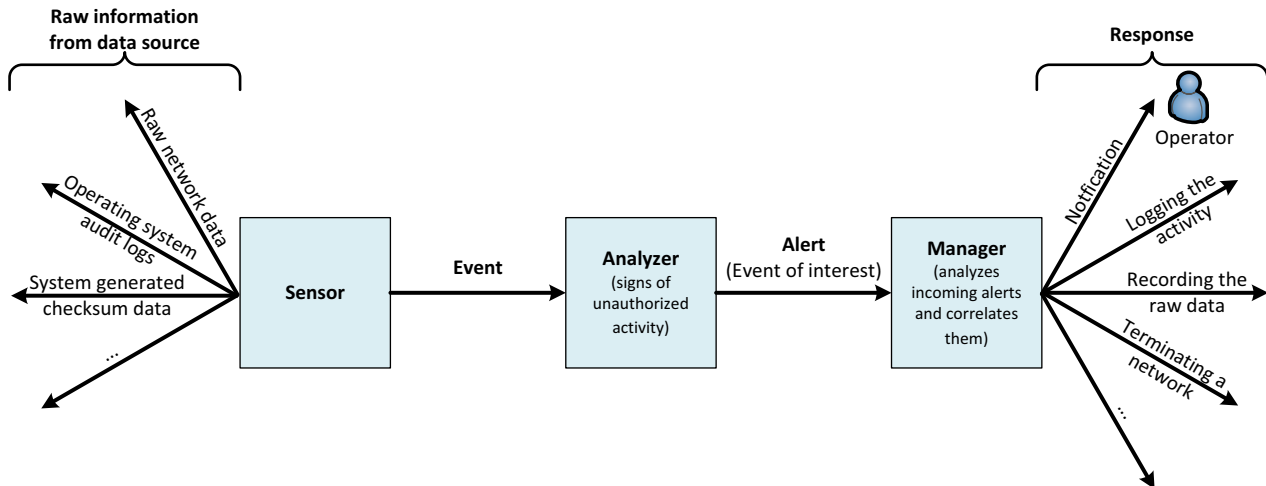 Raw information
from data source
Raw network data
Operating system
audit logs
System generated
checksum data
...
Sensor
Event
Analyzer
(signs of
unauthorized
activity)
Alert
(Event of interest)
Manager
(analyzes
incoming alerts
and correlates
them)
Response
Operator
Notfication
Logging the
activity
Recording the
raw data
Terminating a
network
...